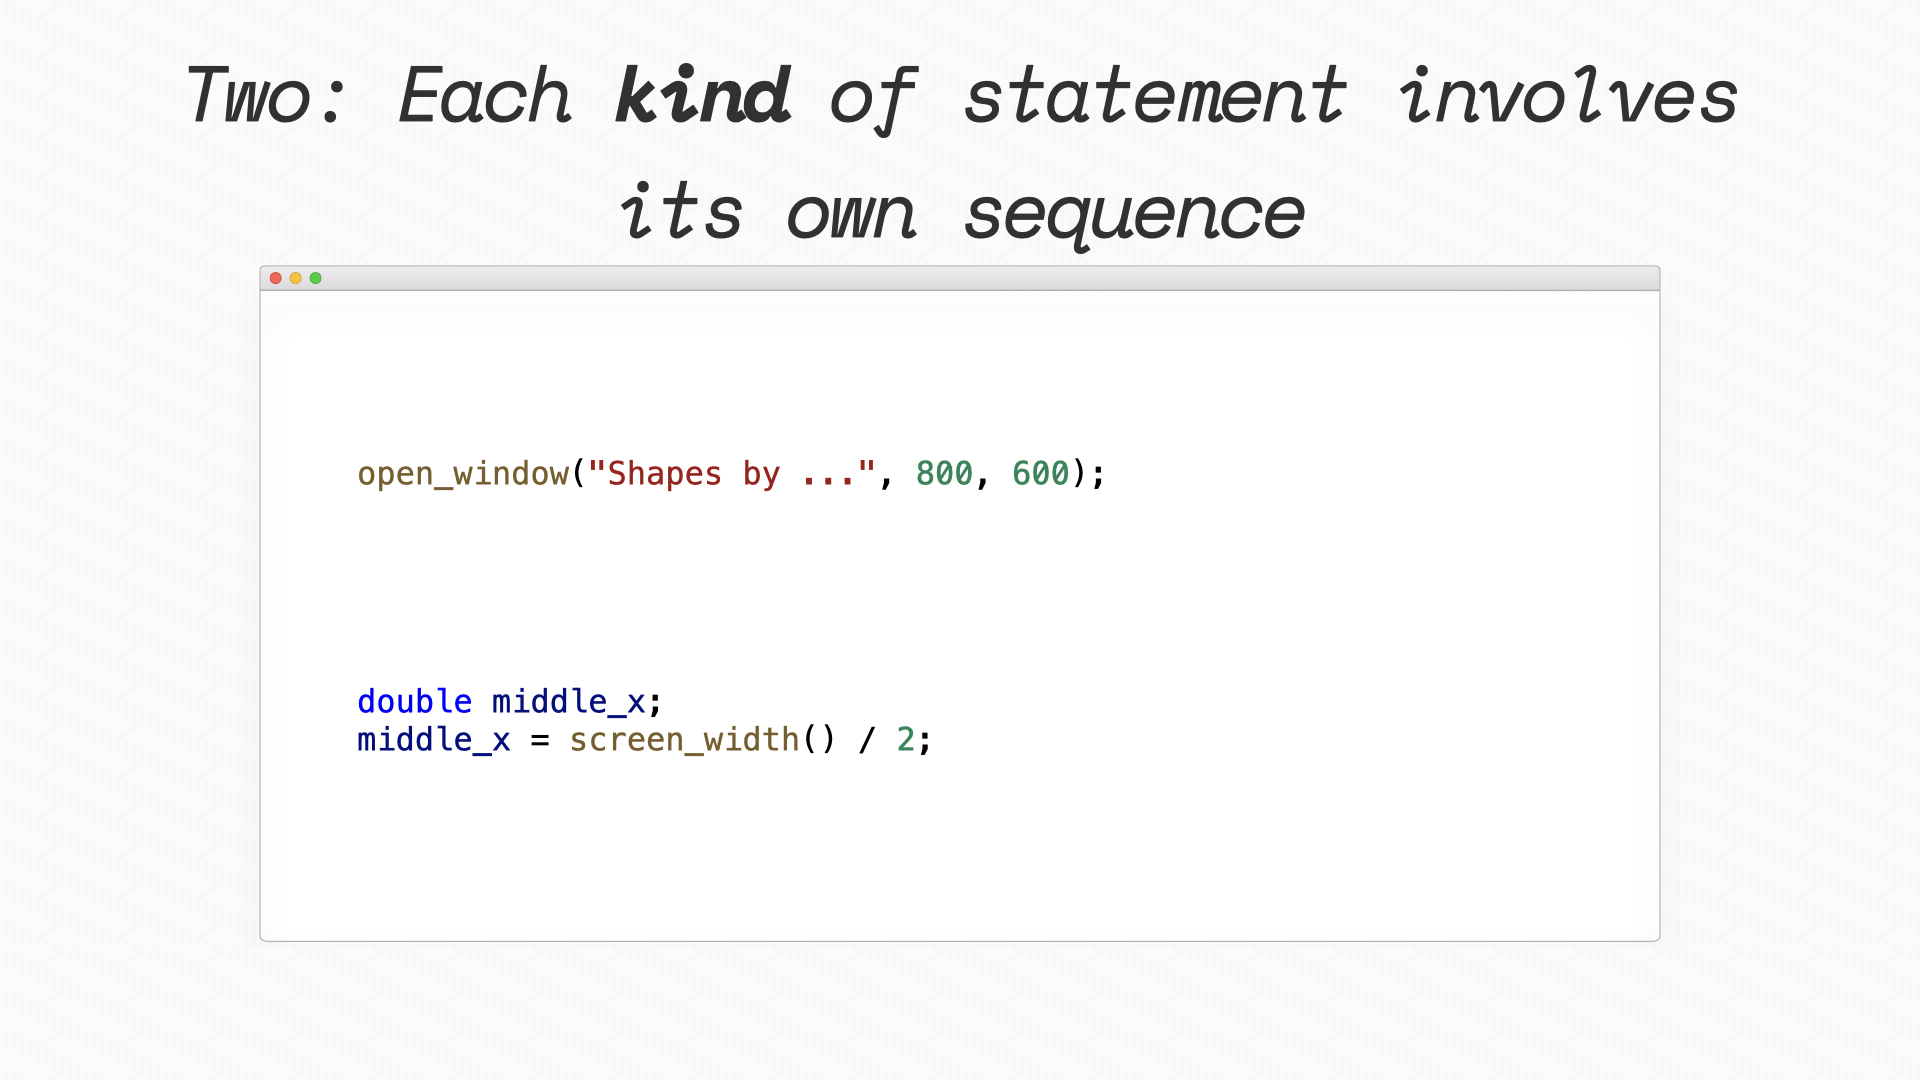 Two: Each kind of statement involves
its own sequence
open_window("Shapes by ...", 800, 600);
double middle_x;
middle_x = screen_width() / 2;